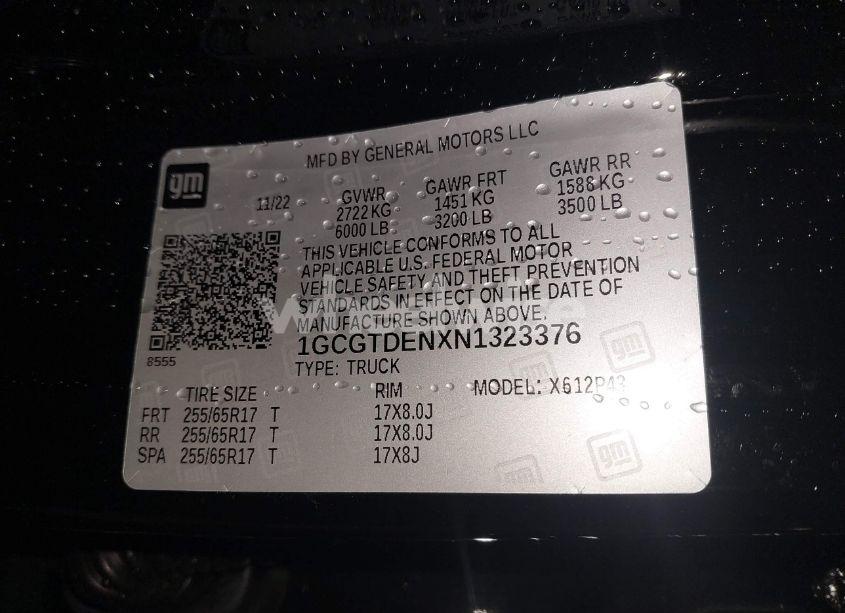 MFD BY GENERAL MOTORS LLC
gm
11/22 GVWR GAWR FRT GAWR RR
2722 KG 1451 KG 1588 KG
6000 LB 3200 LB 3500 LB
THIS VEHICLE CONFORMS TO ALL
APPLICABLE U.S. FEDERAL MOTOR
VEHICLE SAFETY AND THEFT PREVENTION
STANDARDS IN EFFECT ON THE DATE OF
MANUFACTURE SHOWN ABOVE.
1GCGTDENXN1323376
8555
TYPE: TRUCK
TIRE SIZE RIM MODEL: X612P43
FRT 255/65R17 T 17X8.0J
RR 255/65R17 T 17X8.0J
SPA 255/65R17 T 17X8J